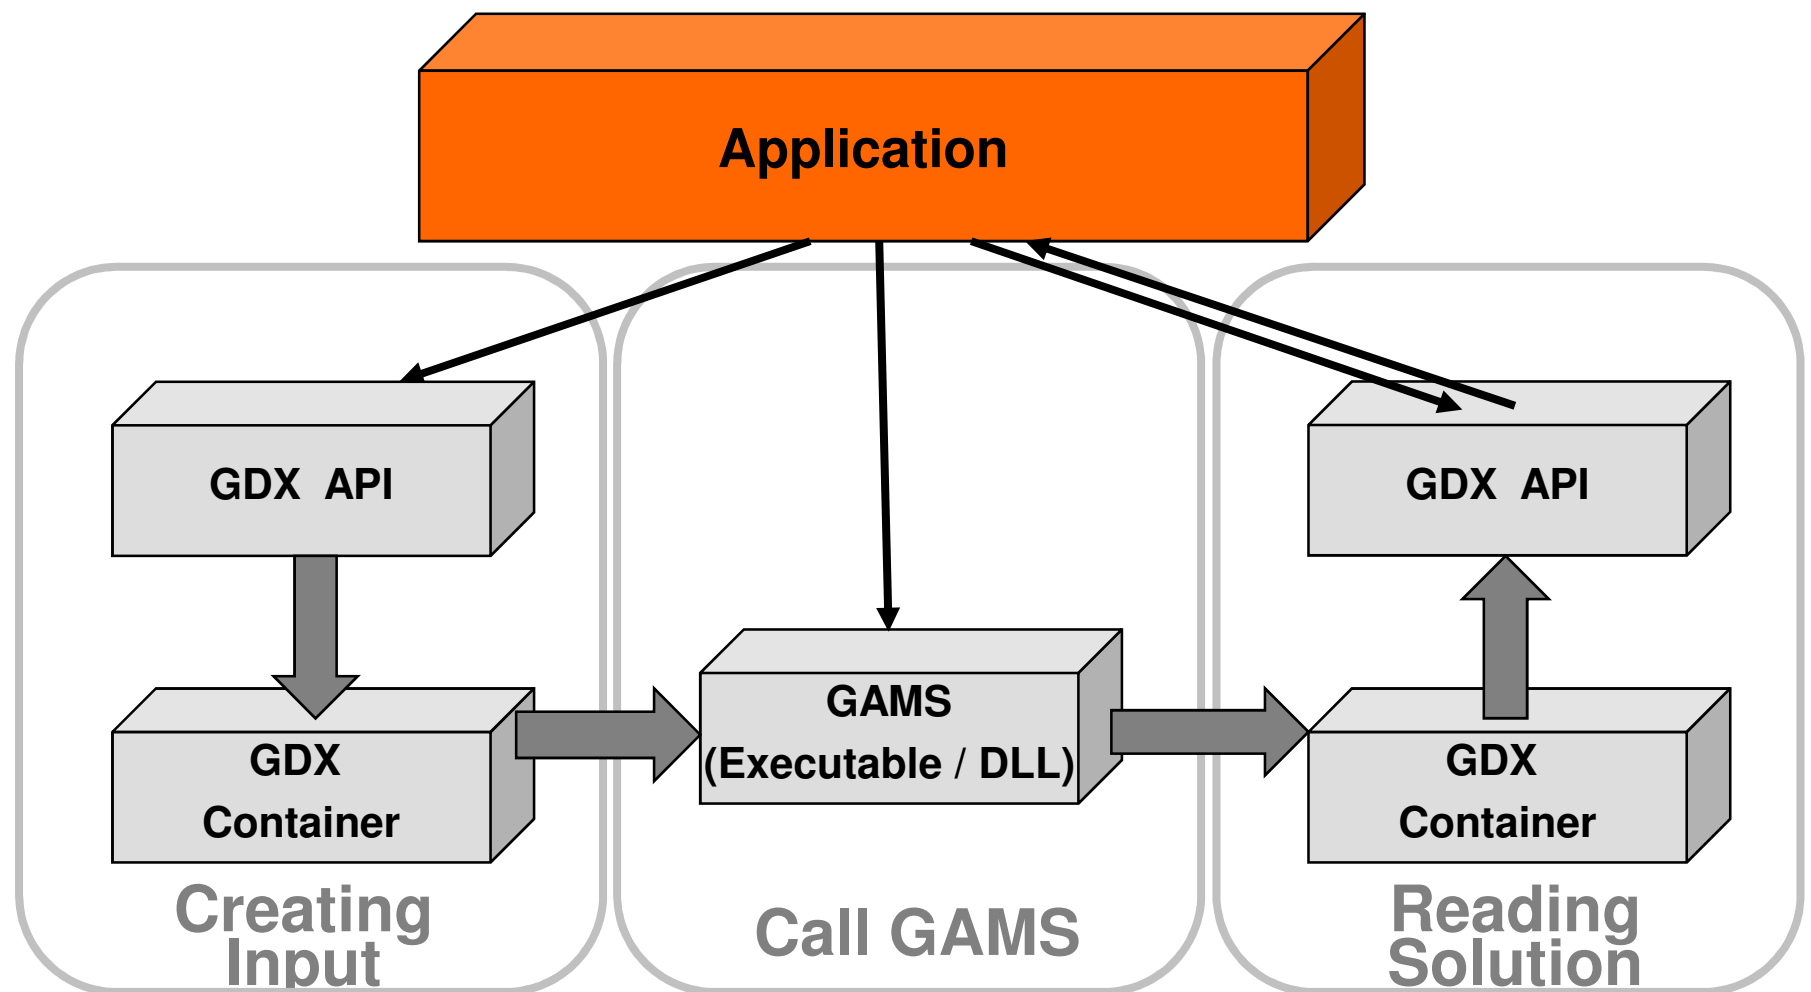 Application
GDX API
GDX API
GAMS
(Executable / DLL)
GDX
Container
GDX
Container
Creating
Input
Call GAMS
Reading
Solution